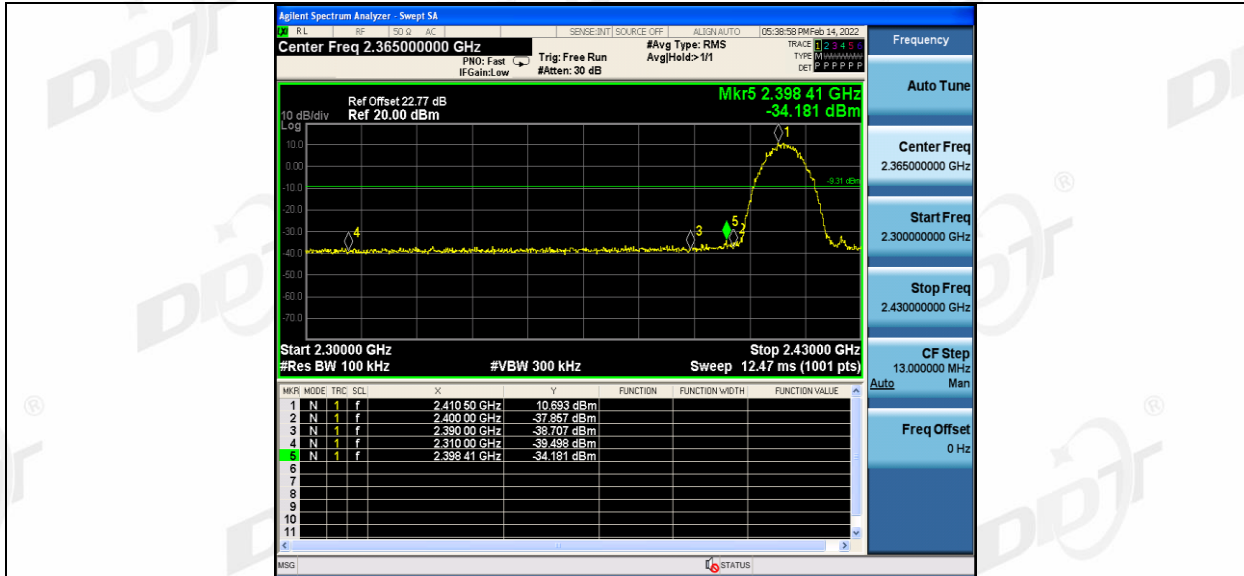 Agilent Spectrum Analyzer - Swept SA
RL RF 50 Ω AC SENSE:INT SOURCE OFF ALIGN AUTO 05:38:58 PM Feb 14, 2022
Center Freq 2.365000000 GHz
PNO: Fast
IFGain:Low
Trig: Free Run
#Atten: 30 dB
#Avg Type: RMS
Avg|Hold:>1/1
TRACE 1 2 3 4 5 6
TYPE M
DET P P P P P P
Mkr5 2.398 41 GHz
-34.181 dBm
Ref Offset 22.77 dB
10 dB/div Ref 20.00 dBm
Log
10.0
0.00
-10.0
-20.0
-30.0
-40.0
-50.0
-60.0
-70.0
1
-9.31 dBm
4
3
5
2
Start 2.30000 GHz Stop 2.43000 GHz
#Res BW 100 kHz #VBW 300 kHz Sweep 12.47 ms (1001 pts)
MKR MODE TRC SCL X Y FUNCTION FUNCTION WIDTH FUNCTION VALUE
1 N 1 f 2.410 50 GHz 10.693 dBm
2 N 1 f 2.400 00 GHz -37.857 dBm
3 N 1 f 2.390 00 GHz -38.707 dBm
4 N 1 f 2.310 00 GHz -39.498 dBm
5 N 1 f 2.398 41 GHz -34.181 dBm
6
7
8
9
10
11
MSG STATUS
Frequency
Auto Tune
Center Freq
2.365000000 GHz
Start Freq
2.300000000 GHz
Stop Freq
2.430000000 GHz
CF Step
13.000000 MHz
Auto Man
Freq Offset
0 Hz
DDT
®